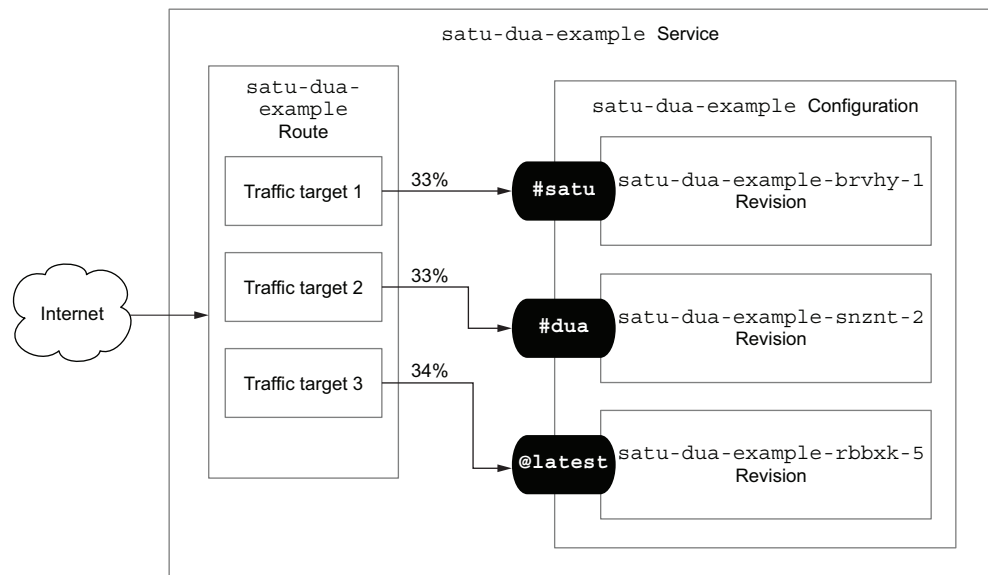 satu-dua-example Service
satu-dua-
example
Route
satu-dua-example Configuration
Traffic target 1
33%
#satu
satu-dua-example-brvhy-1
Revision
Internet
Traffic target 2
33%
#dua
satu-dua-example-snznt-2
Revision
Traffic target 3
34%
@latest
satu-dua-example-rbbxk-5
Revision